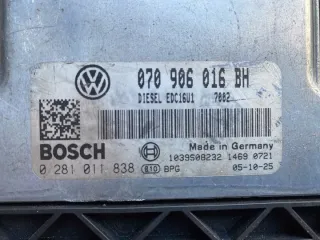 070 906 016 BH
DIESEL EDC16U1 7002
BOSCH
Made in Germany
1039S08232 1469 0721
0 281 011 838 BPG 05-10-25